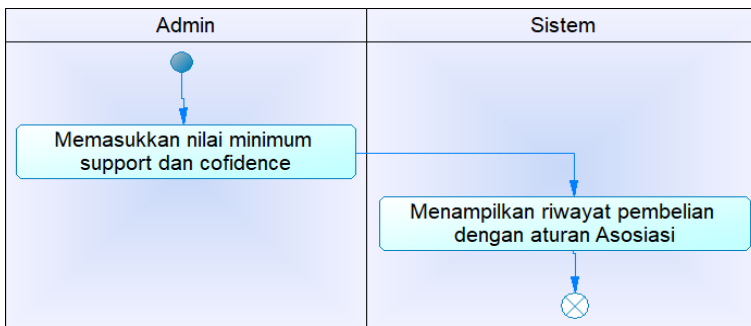 Admin
Sistem
Memasukkan nilai minimum
support dan cofidence
Menampilkan riwayat pembelian
dengan aturan Asosiasi